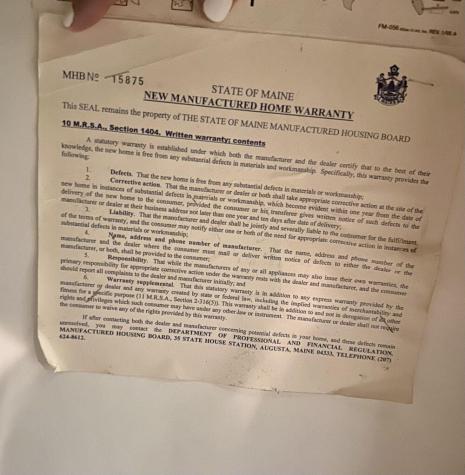 FM-056 REV. 1/98 A
MHB No 15875
STATE OF MAINE
NEW MANUFACTURED HOME WARRANTY
This SEAL remains the property of THE STATE OF MAINE MANUFACTURED HOUSING BOARD
10 M.R.S.A., Section 1404. Written warranty; contents
A statutory warranty is established under which both the manufacturer and the dealer certify that to the best of their
knowledge, the new home is free from any substantial defects in materials and workmanship. Specifically, this warranty provides the
following:
1. Defects. That the new home is free from any substantial defects in materials or workmanship;
2. Corrective action. That the manufacturer or dealer or both shall take appropriate corrective action at the site of the
new home in instances of substantial defects in materials or workmanship, which become evident within one year from the date of
delivery of the new home to the consumer, provided the consumer or his transferee gives written notice of such defects to the
manufacturer or dealer at their business address not later than one year and ten days after date of delivery;
3. Liability. That the manufacturer and dealer shall be jointly and severally liable to the consumer for the fulfillment
of the terms of warranty, and the consumer may notify either one or both of the need for appropriate corrective action in instances of
substantial defects in materials or workmanship;
4. Name, address and phone number of manufacturer. That the name, address and phone number of the
manufacturer and the dealer where the consumer must mail or deliver written notice of defects to either the dealer or the
manufacturer, or both, shall be provided to the consumer;
5. Responsibility. That while the manufacturers of any or all appliances may also issue their own warranties, the
primary responsibility for appropriate corrective action under the warranty rests with the dealer and manufacturer, and the consumer
should report all complaints to the dealer and manufacturer initially; and
6. Warranty supplemental. That this statutory warranty is in addition to any express warranty provided by the
manufacturer or dealer and any warranty created by state or federal law, including the implied warranties of merchantability and
fitness for a specific purpose (11 M.R.S.A., Section 2-316(5)). This warranty shall be in addition to and not in derogation of all other
rights and privileges which such consumer may have under any other law or instrument. The manufacturer or dealer shall not require
the consumer to waive any of the rights provided by this warranty.
If after contacting both the dealer and manufacturer concerning potential defects in your home, and these defects remain
unresolved, you may contact the DEPARTMENT OF PROFESSIONAL AND FINANCIAL REGULATION,
MANUFACTURED HOUSING BOARD, 35 STATE HOUSE STATION, AUGUSTA, MAINE 04333, TELEPHONE (207)
624-8612.